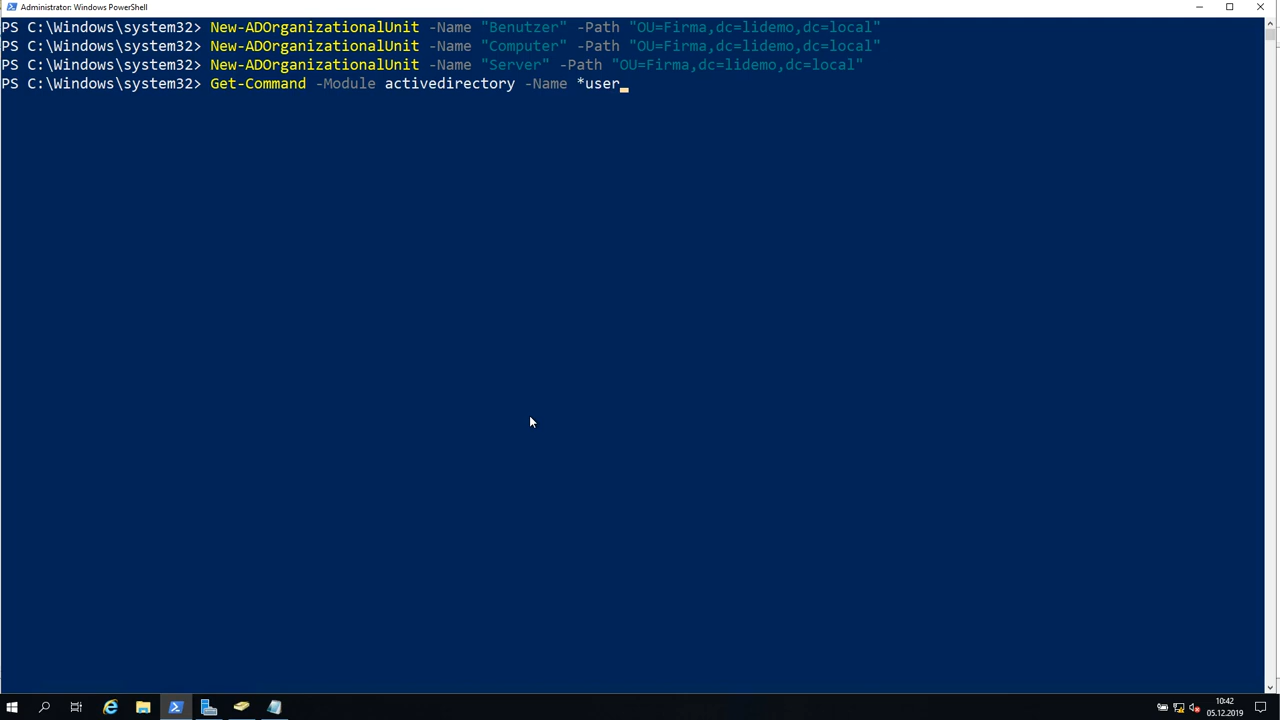 Administrator: Windows PowerShell
PS C:\Windows\system32> New-ADOrganizationalUnit -Name "Benutzer" -Path "OU=Firma,dc=lidemo,dc=local"
PS C:\Windows\system32> New-ADOrganizationalUnit -Name "Computer" -Path "OU=Firma,dc=lidemo,dc=local"
PS C:\Windows\system32> New-ADOrganizationalUnit -Name "Server" -Path "OU=Firma,dc=lidemo,dc=local"
PS C:\Windows\system32> Get-Command -Module activedirectory -Name *user
10:42
05.12.2019